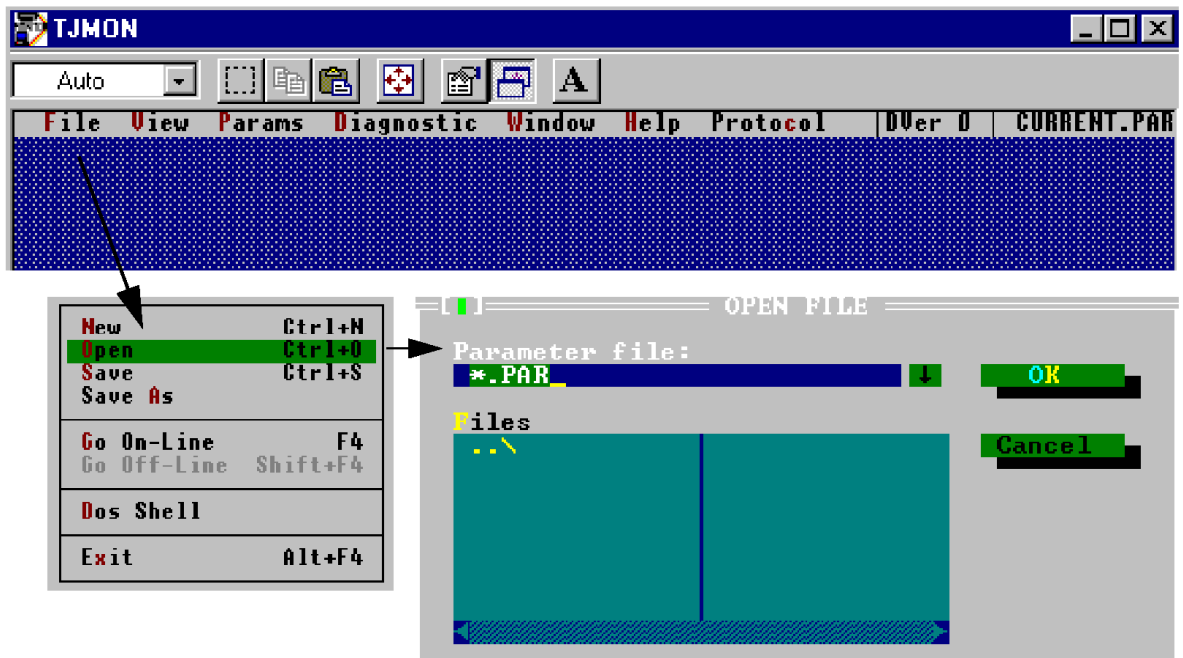 TJMON
Auto
A
File View Params Diagnostic Window Help Protocol |DVer 0 | CURRENT.PAR
New Ctrl+N
Open Ctrl+O
Save Ctrl+S
Save As
Go On-Line F4
Go Off-Line Shift+F4
Dos Shell
Exit Alt+F4
OPEN FILE
Parameter file:
*.PAR_
OK
Files
..\
Cancel